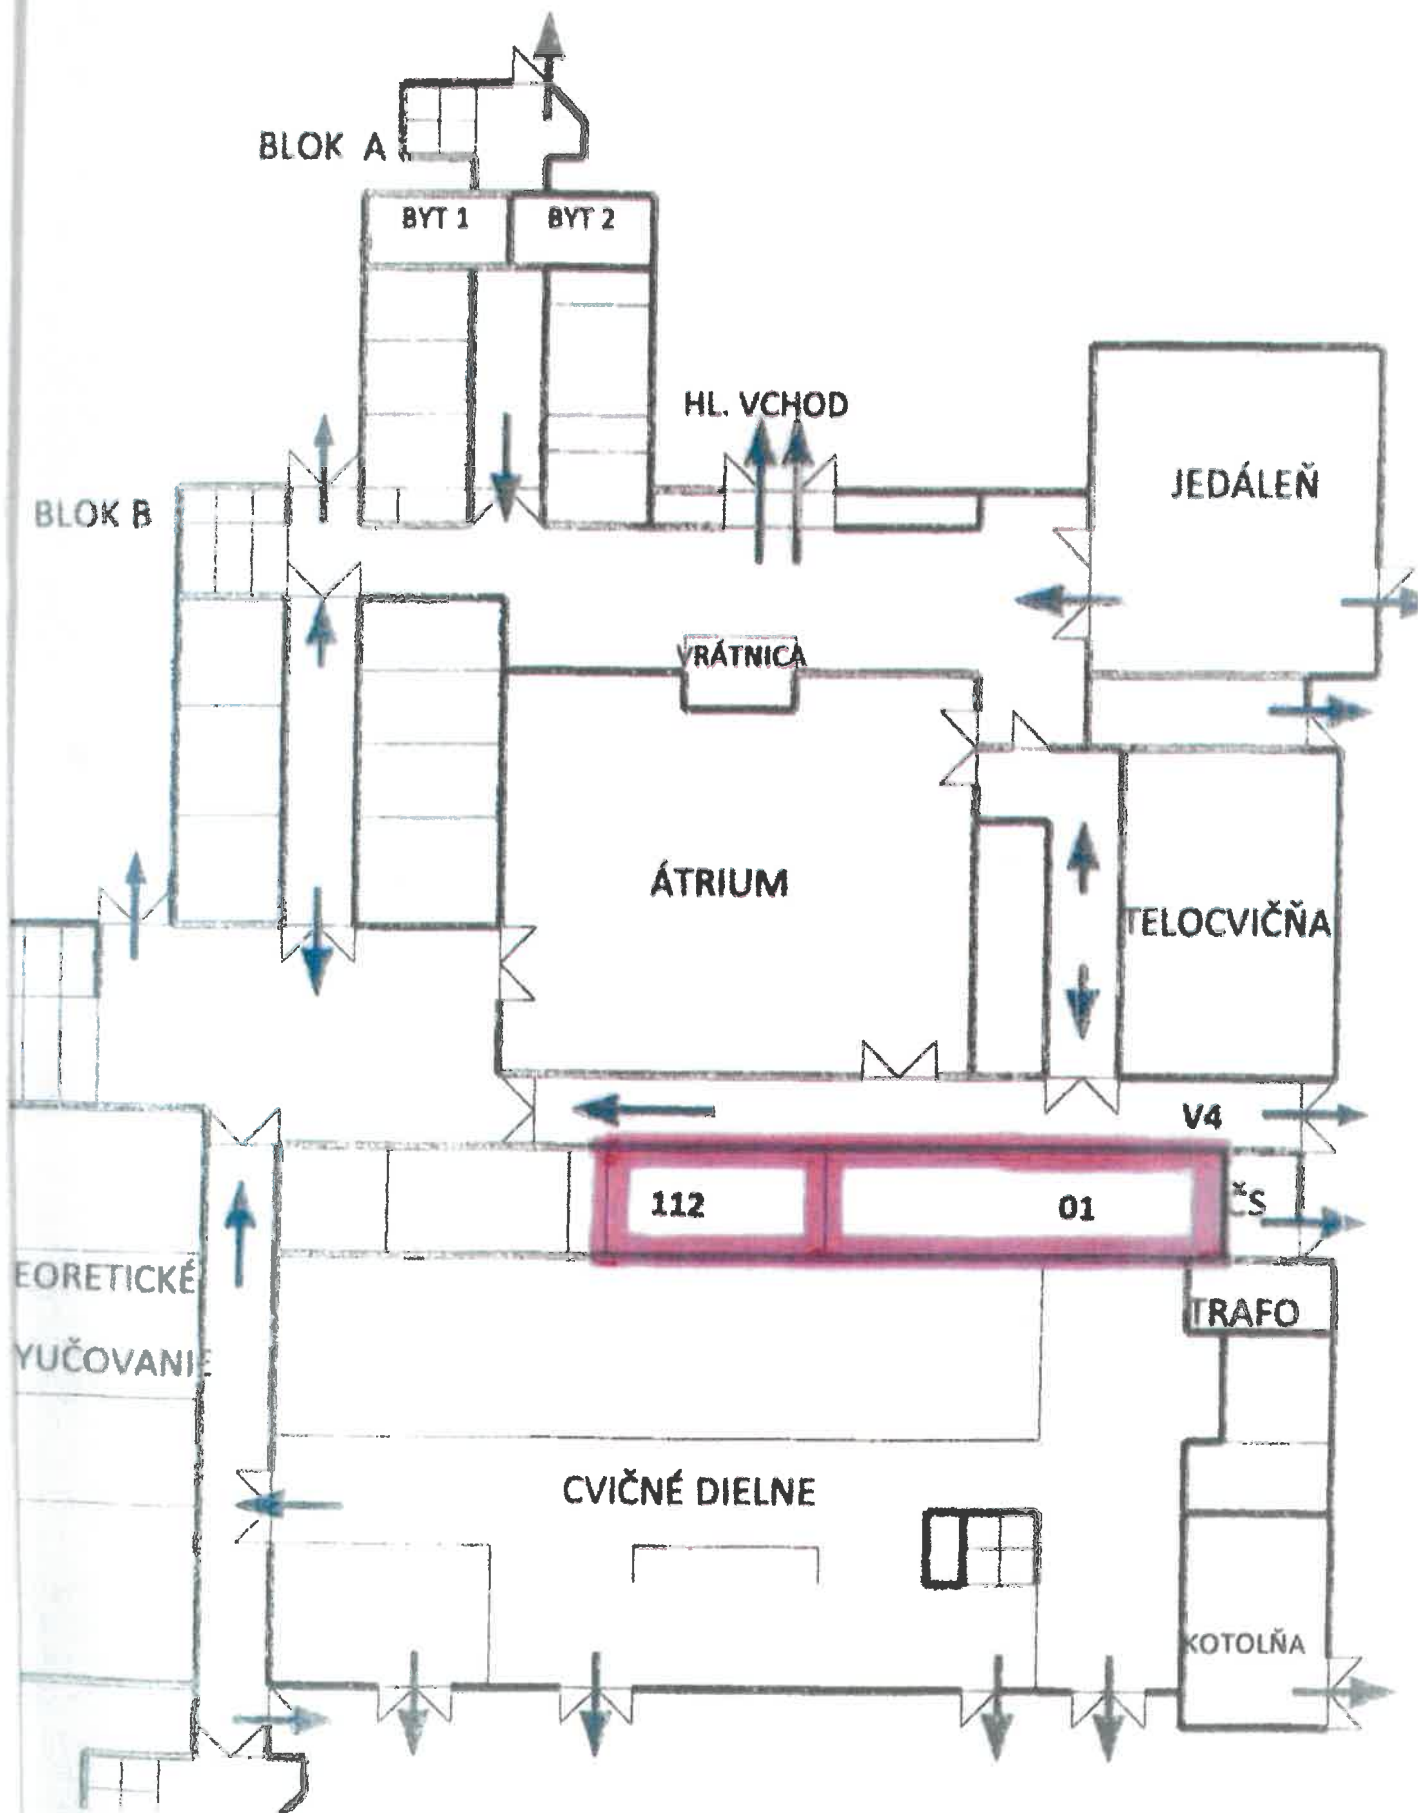 BLOK A
BYT 1
BYT 2
HL. VCHOD
JEDÁLEŇ
BLOK B
VRÁTNICA
ÁTRIUM
TELOCVIČŇA
V4
112
01
ČS
EORETICKÉ
YUČOVANIE
TRAFO
CVIČNÉ DIELNE
KOTOLŇA